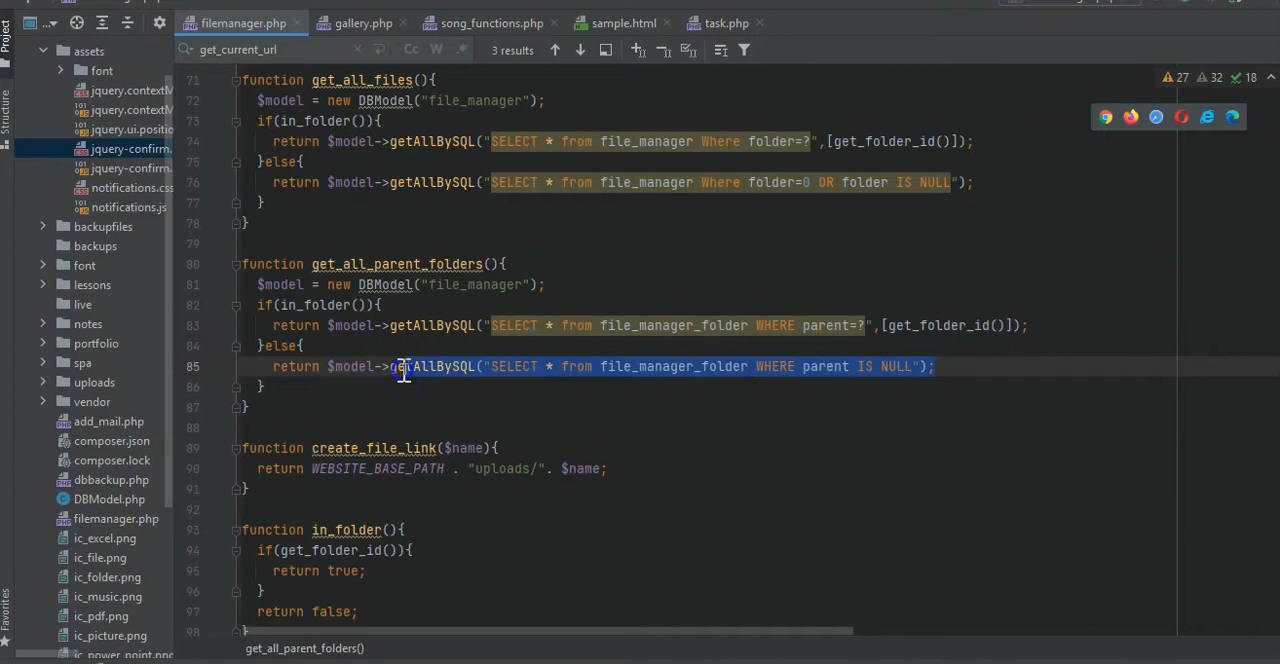 Project
filemanager.php
gallery.php
song_functions.php
sample.html
task.php
get_current_url
Cc W .*
3 results
Structure
Favorites
assets
font
jquery.contextM
jquery.contextM
jquery.ui.positio
jquery-confirm.
jquery-confirm.
notifications.css
notifications.js
backupfiles
backups
font
lessons
live
notes
portfolio
spa
uploads
vendor
add_mail.php
composer.json
composer.lock
dbbackup.php
DBModel.php
filemanager.php
ic_excel.png
ic_file.png
ic_folder.png
ic_music.png
ic_pdf.png
ic_picture.png
ic_power_point.png
27 32 18
71 function get_all_files(){
72 $model = new DBModel("file_manager");
73 if(in_folder()){
74 return $model->getAllBySQL("SELECT * from file_manager Where folder=?",[get_folder_id()]);
75 }else{
76 return $model->getAllBySQL("SELECT * from file_manager Where folder=0 OR folder IS NULL");
77 }
78 }
79
80 function get_all_parent_folders(){
81 $model = new DBModel("file_manager");
82 if(in_folder()){
83 return $model->getAllBySQL("SELECT * from file_manager_folder WHERE parent=?",[get_folder_id()]);
84 }else{
85 return $model->getAllBySQL("SELECT * from file_manager_folder WHERE parent IS NULL");
86 }
87 }
88
89 function create_file_link($name){
90 return WEBSITE_BASE_PATH . "uploads/". $name;
91 }
92
93 function in_folder(){
94 if(get_folder_id()){
95 return true;
96 }
97 return false;
98 }
get_all_parent_folders()